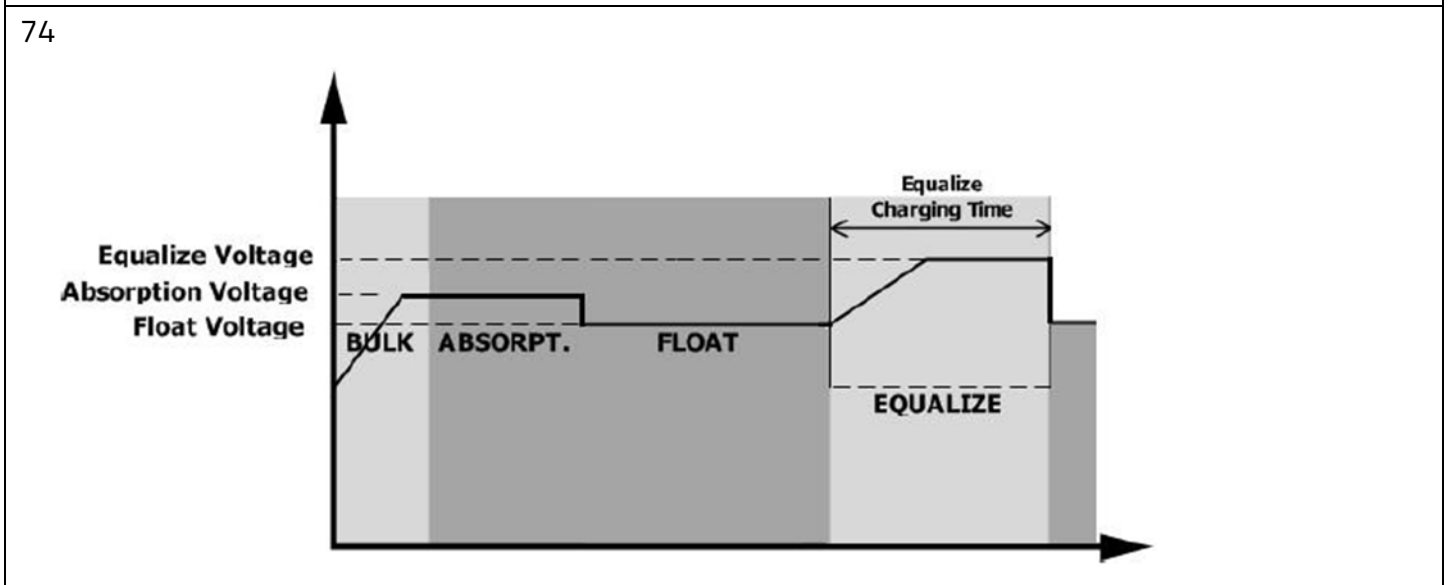 74
Equalize
Charging Time
Equalize Voltage
Absorption Voltage
Float Voltage
BULK
ABSORPT.
FLOAT
EQUALIZE